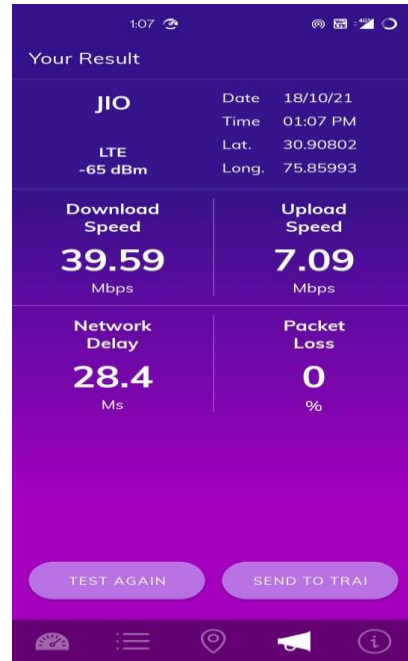 1:07
4G
Your Result
JIO
LTE
-65 dBm
Date 18/10/21
Time 01:07 PM
Lat. 30.90802
Long. 75.85993
Download
Speed
39.59
Mbps
Upload
Speed
7.09
Mbps
Network
Delay
28.4
Ms
Packet
Loss
0
%
TEST AGAIN
SEND TO TRAI